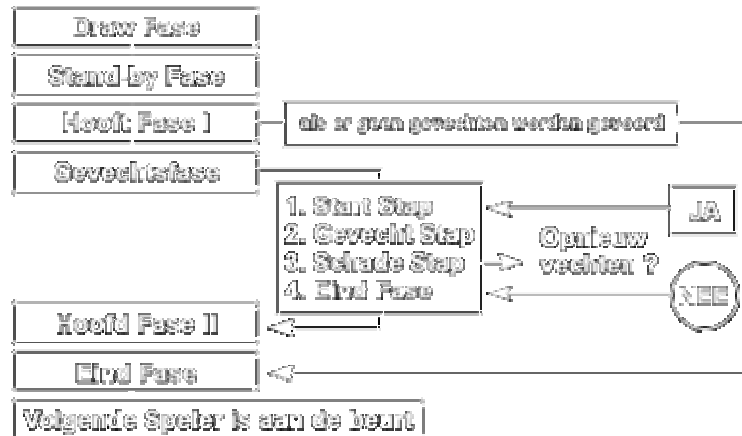 Draw Fase
Stand-by Fase
Hooft Fase I
als er geen gevechten worden gevoerd
Gevechtsfase
1. Start Stap
2. Gevecht Stap
3. Schade Stap
4. Eind Fase
JA
Opnieuw
vechten ?
NEE
Hoofd Fase II
Eind Fase
Volgende Speler is aan de beurt